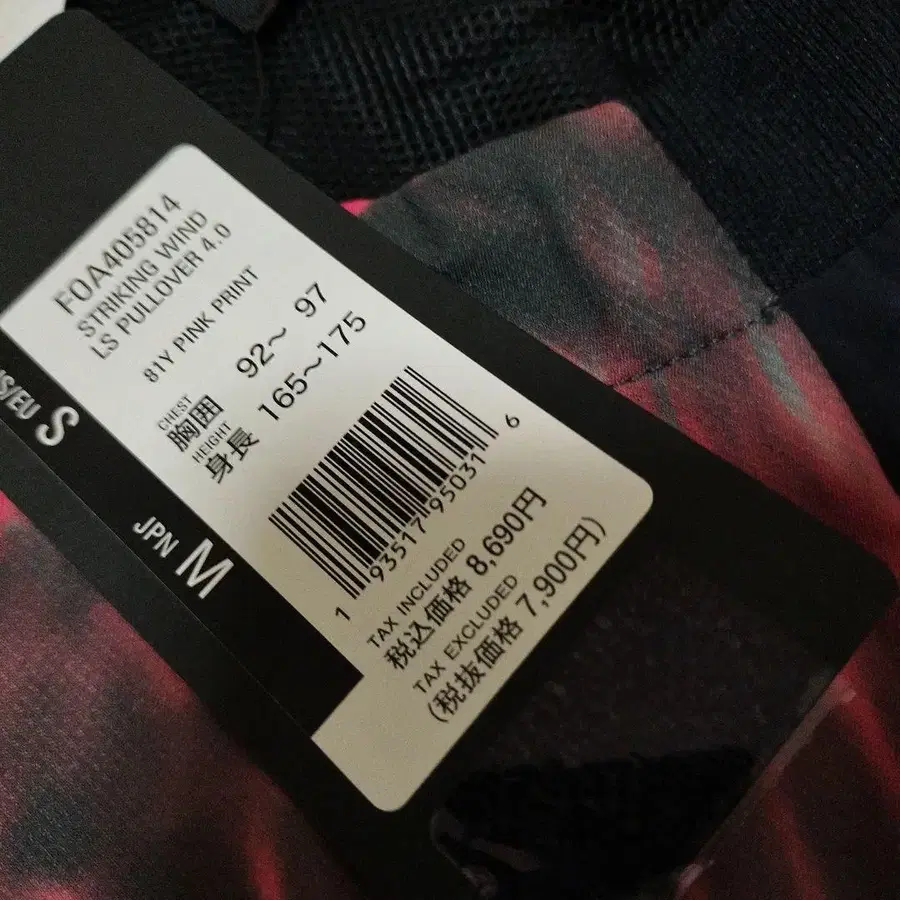 FOA405814
STRIKING WIND
LS PULLOVER 4.0
81Y PINK PRINT
CHEST
胸囲 92～ 97
HEIGHT
身長 165～175
1 93517 95031 6
TAX INCLUDED
税込価格 8,690円
TAX EXCLUDED
(税抜価格 7,900円)
S
JPN M